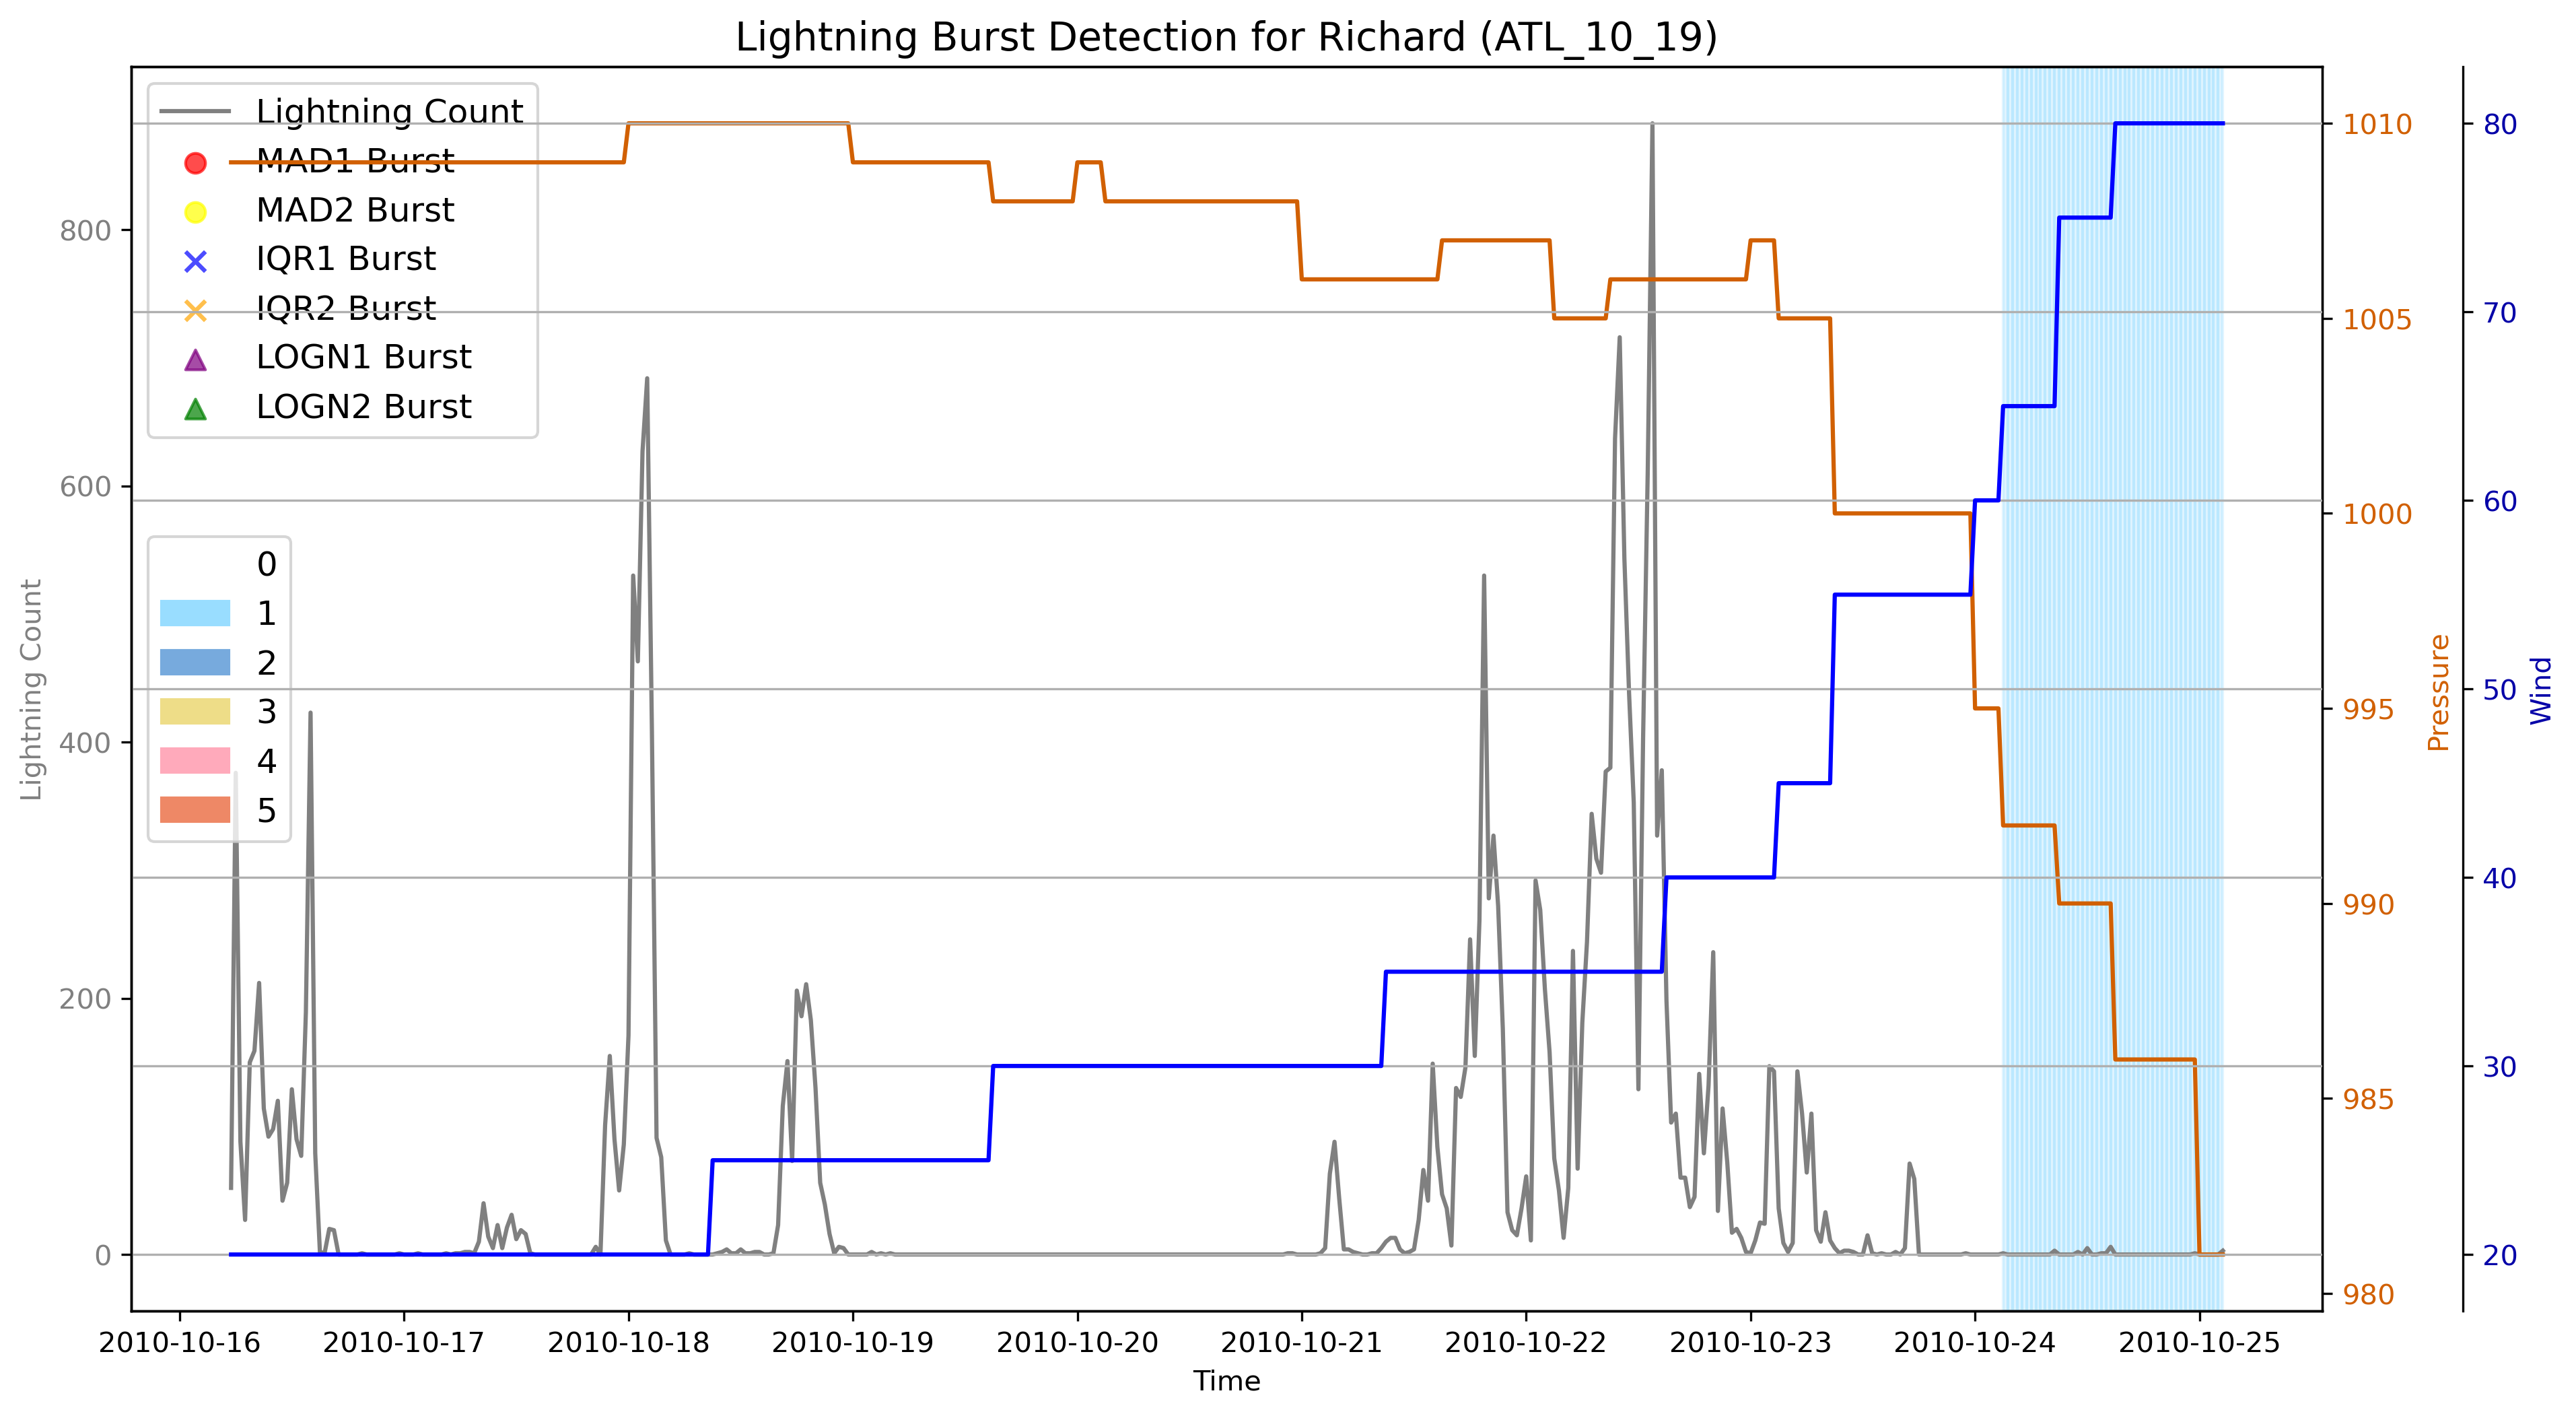 Lightning Burst Detection for Richard (ATL_10_19)
Lightning Count
MAD1 Burst
MAD2 Burst
IQR1 Burst
IQR2 Burst
LOGN1 Burst
LOGN2 Burst
0
1
2
3
4
5
Lightning Count
800
600
400
200
0
1010
1005
1000
995
990
985
980
Pressure
80
70
60
50
40
30
20
Wind
2010-10-16 2010-10-17 2010-10-18 2010-10-19 2010-10-20 2010-10-21 2010-10-22 2010-10-23 2010-10-24 2010-10-25
Time